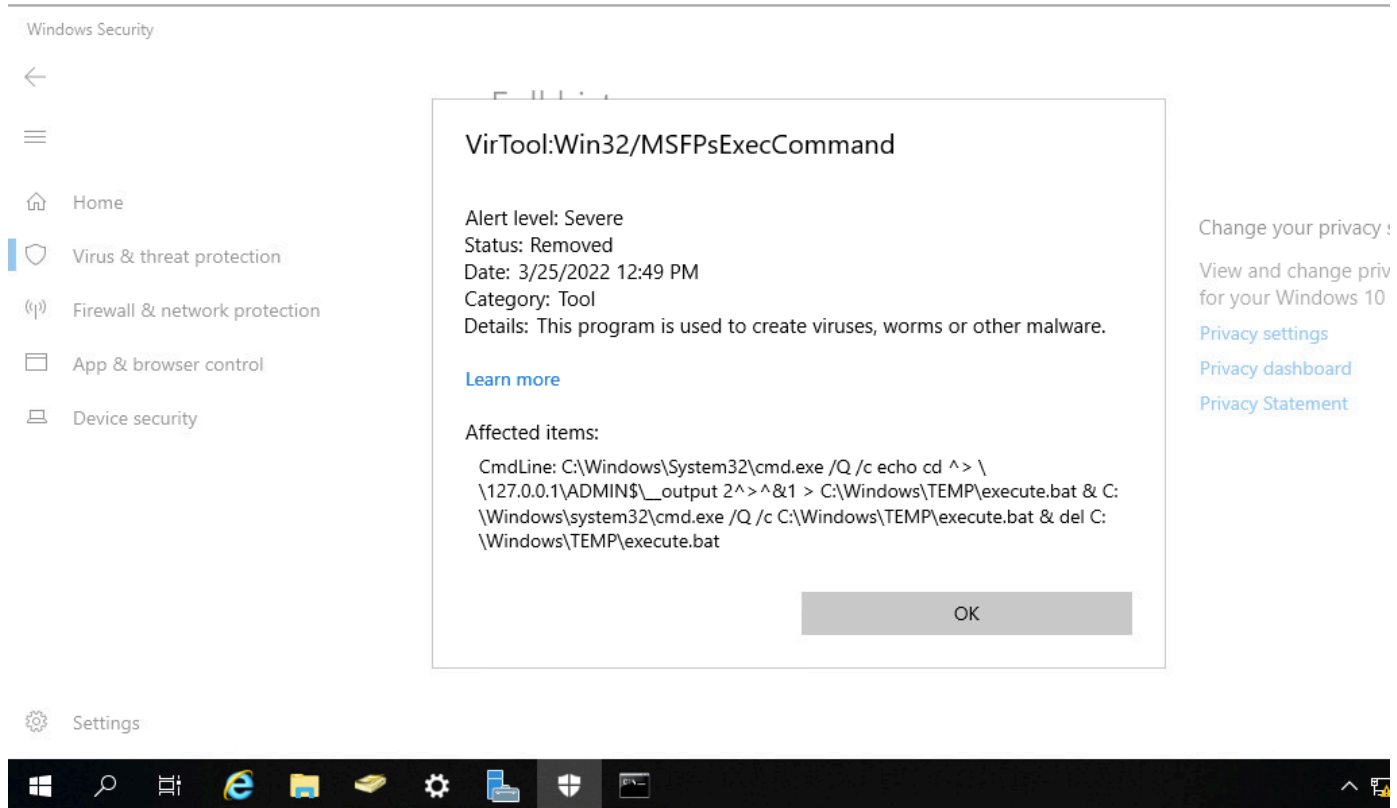 Windows Security
Home
Virus & threat protection
Firewall & network protection
App & browser control
Device security
Settings
VirTool:Win32/MSFPsExecCommand
Alert level: Severe
Status: Removed
Date: 3/25/2022 12:49 PM
Category: Tool
Details: This program is used to create viruses, worms or other malware.
Learn more
Affected items:
CmdLine: C:\Windows\System32\cmd.exe /Q /c echo cd ^> \
\127.0.0.1\ADMIN$\__output 2^>^&1 > C:\Windows\TEMP\execute.bat & C:
\Windows\system32\cmd.exe /Q /c C:\Windows\TEMP\execute.bat & del C:
\Windows\TEMP\execute.bat
OK
Change your privacy s
View and change priv
for your Windows 10
Privacy settings
Privacy dashboard
Privacy Statement